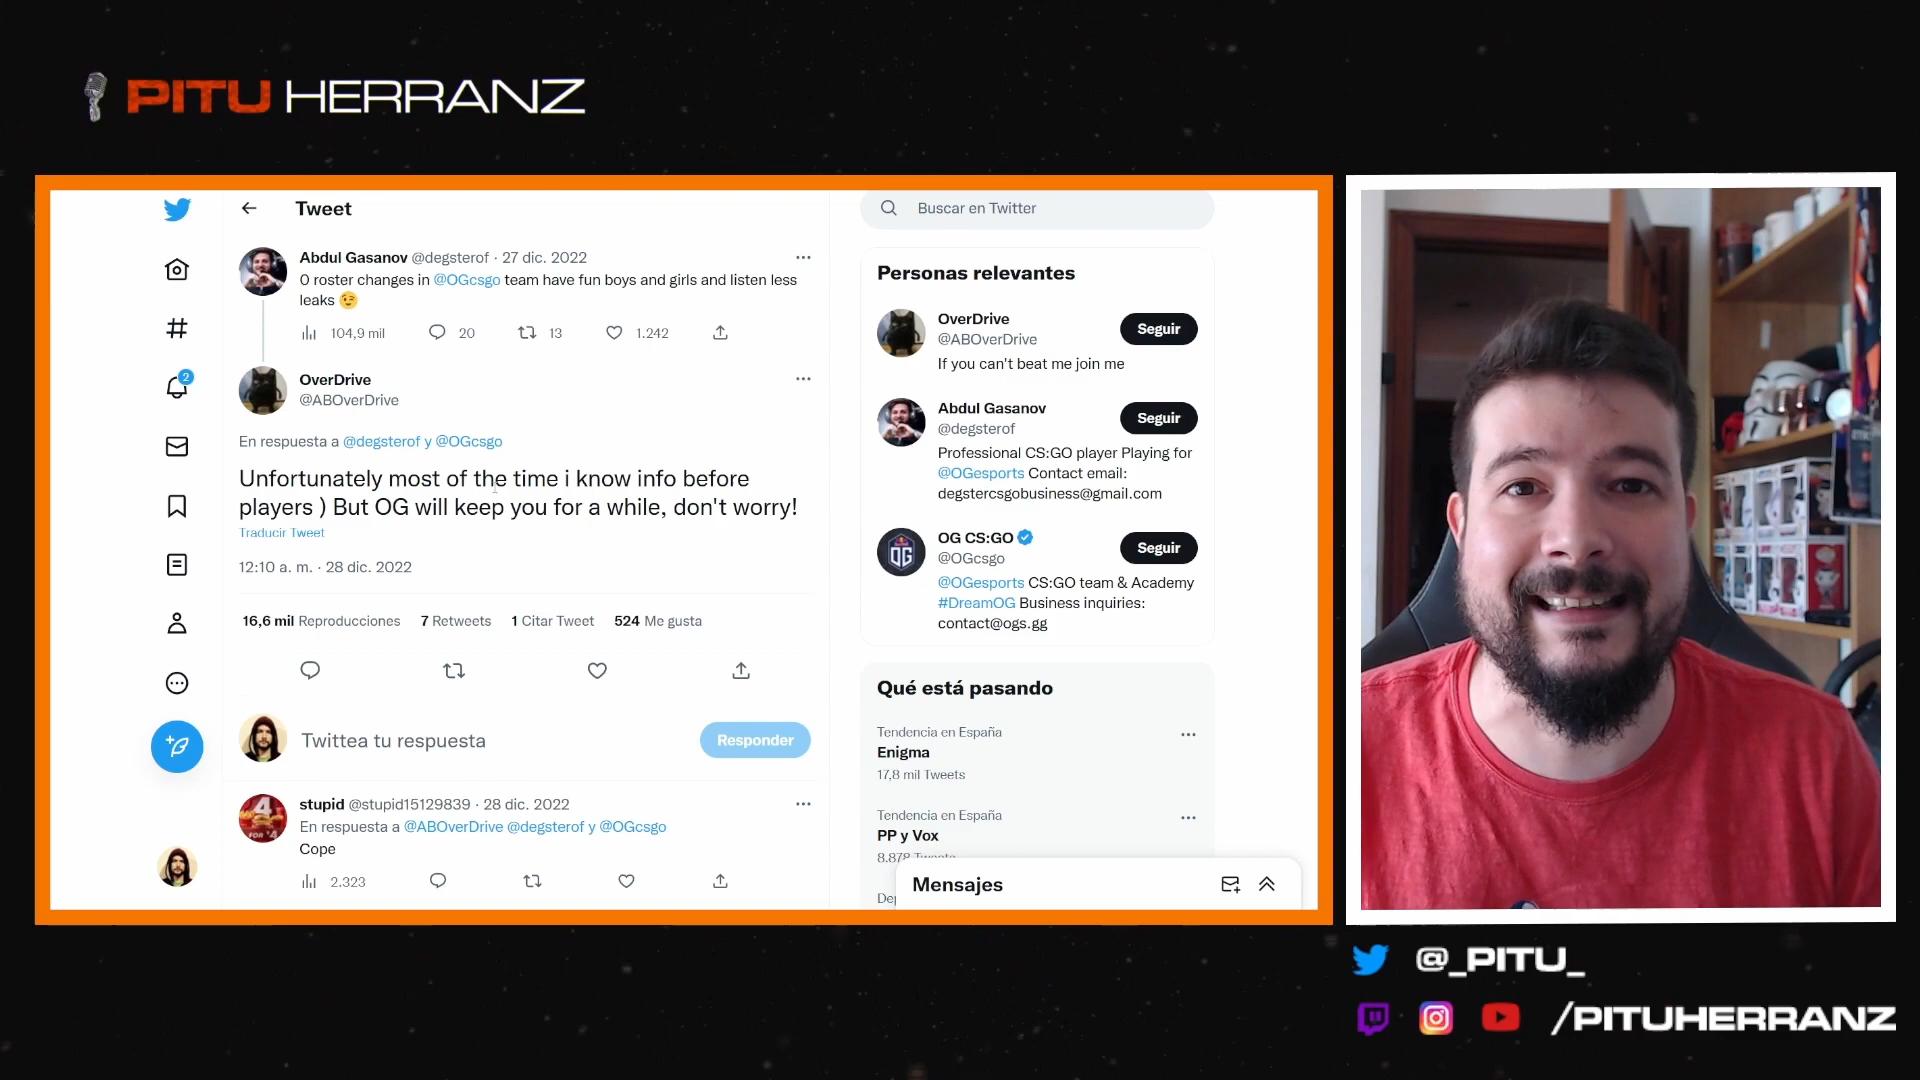 PITU HERRANZ
Tweet
Abdul Gasanov @degsterof · 27 dic. 2022
0 roster changes in @OGcsgo team have fun boys and girls and listen less
leaks 😉
104,9 mil 20 13 1.242
OverDrive
@ABOverDrive
En respuesta a @degsterof y @OGcsgo
Unfortunately most of the time i know info before
players ) But OG will keep you for a while, don't worry!
Traducir Tweet
12:10 a. m. · 28 dic. 2022
16,6 mil Reproducciones 7 Retweets 1 Citar Tweet 524 Me gusta
Twittea tu respuesta
Responder
stupid @stupid15129839 · 28 dic. 2022
En respuesta a @ABOverDrive @degsterof y @OGcsgo
Cope
2.323
2
Buscar en Twitter
Personas relevantes
OverDrive
@ABOverDrive
Seguir
If you can't beat me join me
Abdul Gasanov
@degsterof
Seguir
Professional CS:GO player Playing for
@OGesports Contact email:
degstercsgobusiness@gmail.com
OG CS:GO
@OGcsgo
Seguir
@OGesports CS:GO team & Academy
#DreamOG Business inquiries:
contact@ogs.gg
Qué está pasando
Tendencia en España
Enigma
17,8 mil Tweets
Tendencia en España
PP y Vox
8.878 Tweets
Mensajes
@_PITU_
/PITUHERRANZ